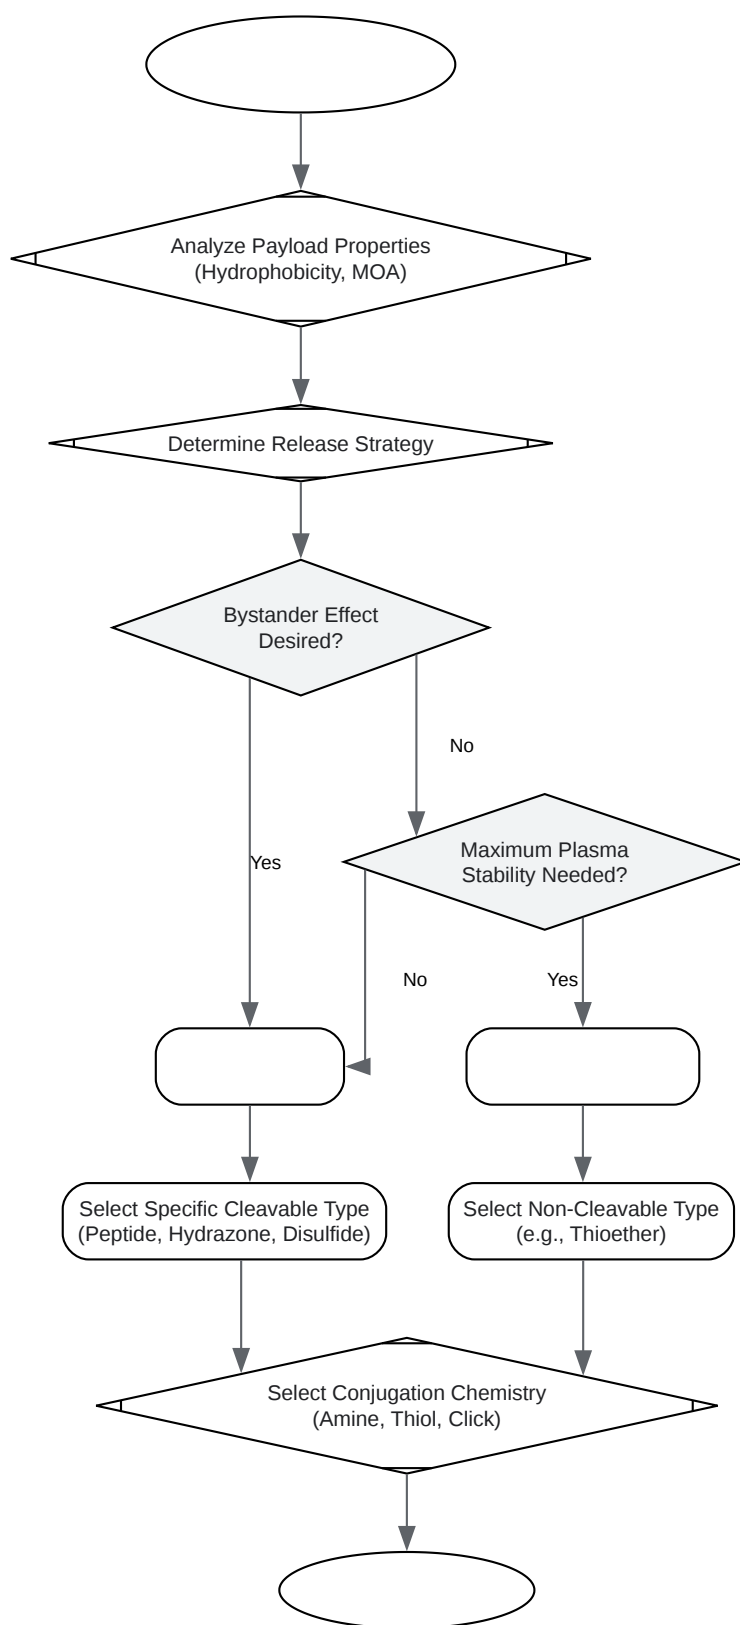 Analyze Payload Properties
(Hydrophobicity, MOA)
Determine Release Strategy
Bystander Effect
Desired?
No
Yes
Maximum Plasma
Stability Needed?
No
Yes
Select Specific Cleavable Type
(Peptide, Hydrazone, Disulfide)
Select Non-Cleavable Type
(e.g., Thioether)
Select Conjugation Chemistry
(Amine, Thiol, Click)